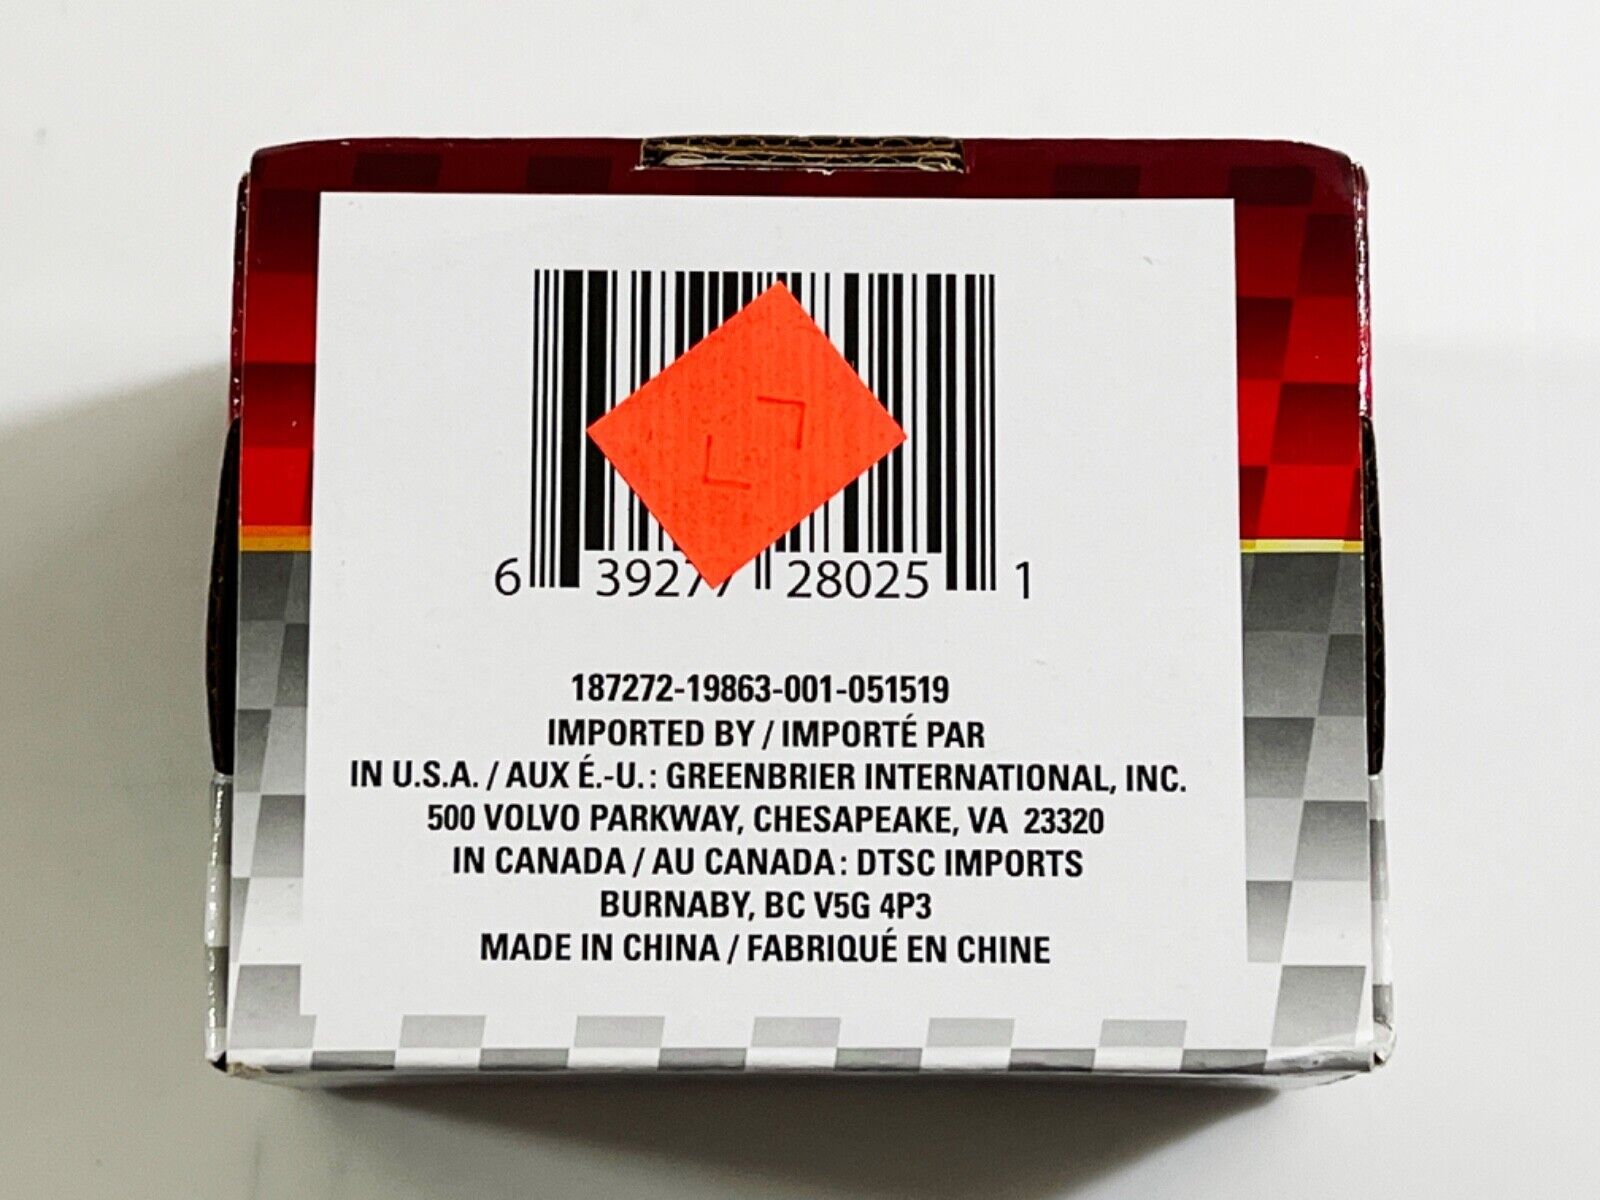 6 39277 28025 1
187272-19863-001-051519
IMPORTED BY / IMPORTÉ PAR
IN U.S.A. / AUX É.-U. : GREENBRIER INTERNATIONAL, INC.
500 VOLVO PARKWAY, CHESAPEAKE, VA 23320
IN CANADA / AU CANADA : DTSC IMPORTS
BURNABY, BC V5G 4P3
MADE IN CHINA / FABRIQUÉ EN CHINE